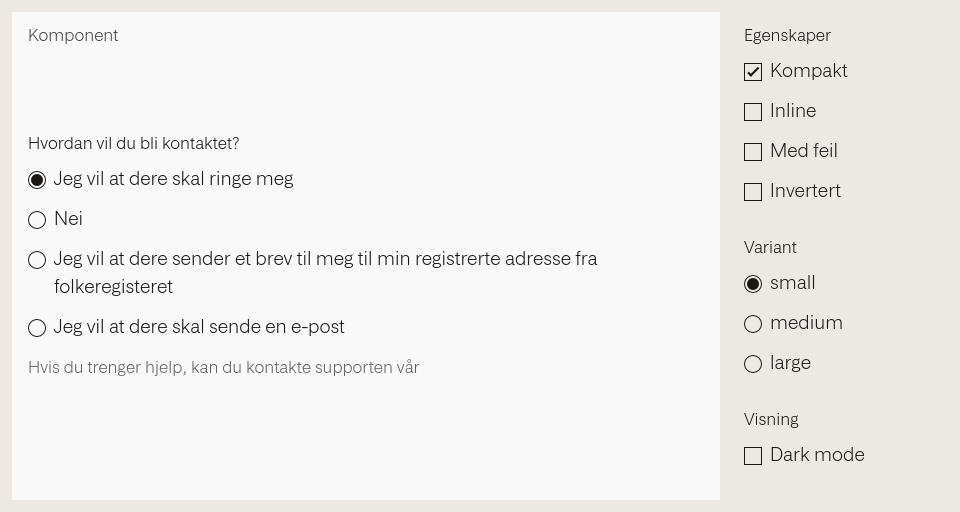 Komponent
Hvordan vil du bli kontaktet?
Jeg vil at dere skal ringe meg
Nei
Jeg vil at dere sender et brev til meg til min registrerte adresse fra
folkeregisteret
Jeg vil at dere skal sende en e-post
Hvis du trenger hjelp, kan du kontakte supporten vår
Egenskaper
Kompakt
Inline
Med feil
Invertert
Variant
small
medium
large
Visning
Dark mode